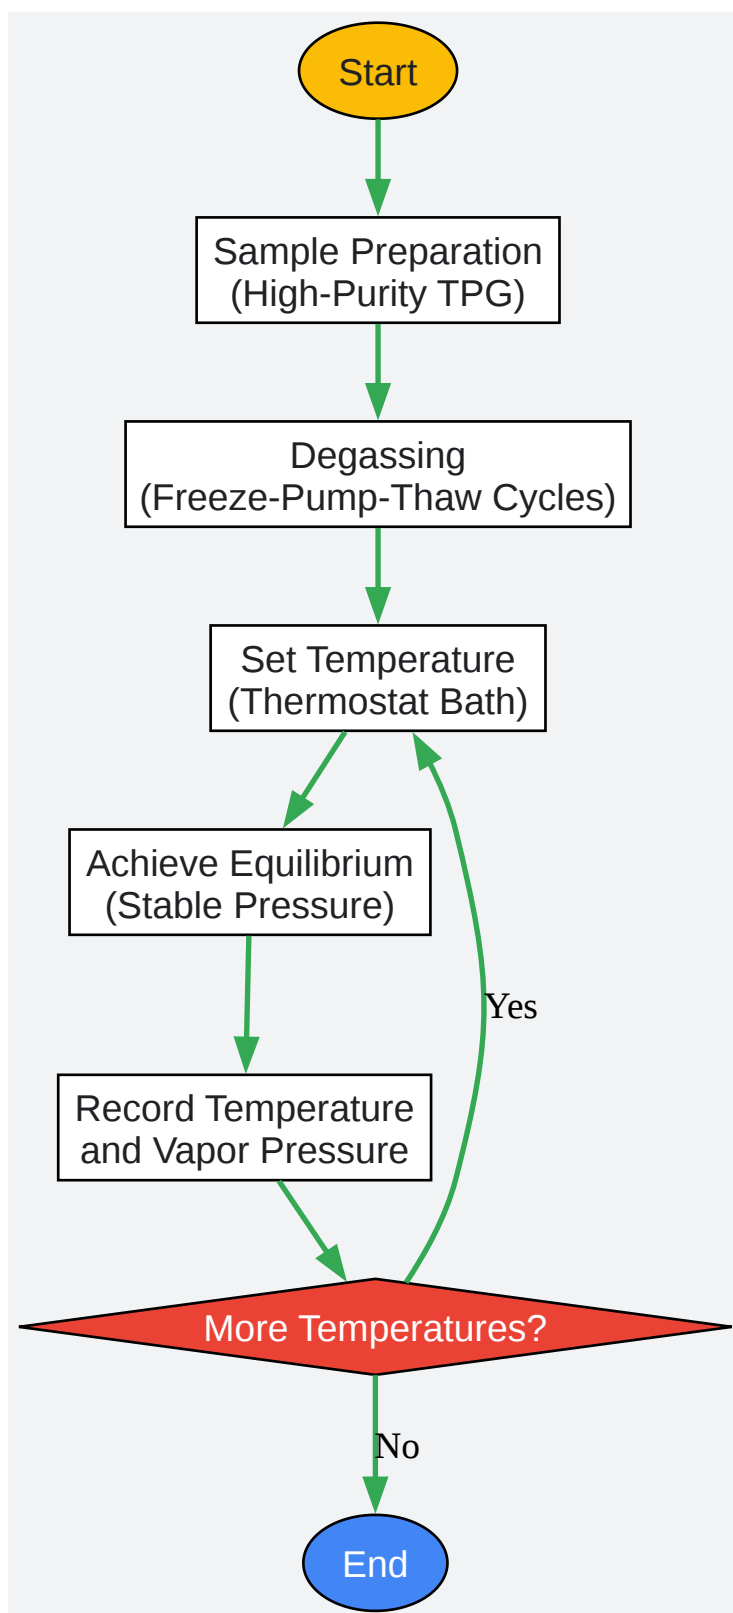 Start
Sample Preparation
(High-Purity TPG)
Degassing
(Freeze-Pump-Thaw Cycles)
Set Temperature
(Thermostat Bath)
Achieve Equilibrium
(Stable Pressure)
Yes
Record Temperature
and Vapor Pressure
More Temperatures?
No
End